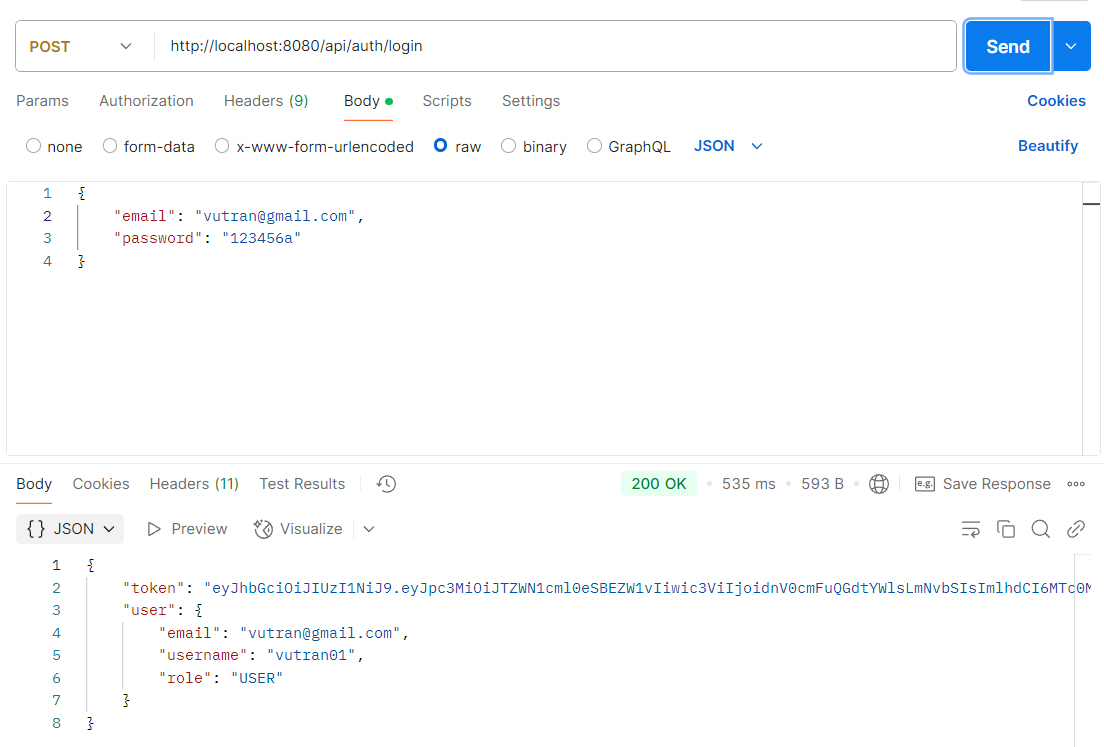 POST http://localhost:8080/api/auth/login Send
Params Authorization Headers (9) Body Scripts Settings Cookies
none form-data x-www-form-urlencoded raw binary GraphQL JSON Beautify
1 {
2 "email": "vutran@gmail.com",
3 "password": "123456a"
4 }
Body Cookies Headers (11) Test Results 200 OK • 535 ms • 593 B • e.g. Save Response
{} JSON Preview Visualize
1 {
2 "token": "eyJhbGciOiJIUzI1NiJ9.eyJpc3MiOiJTZWN1cml0eSBEZW1vIiwic3ViIjoidnV0cmFuQGdtYWlsLmNvbSIsImlhdCI6MTc0M
3 "user": {
4 "email": "vutran@gmail.com",
5 "username": "vutran01",
6 "role": "USER"
7 }
8 }